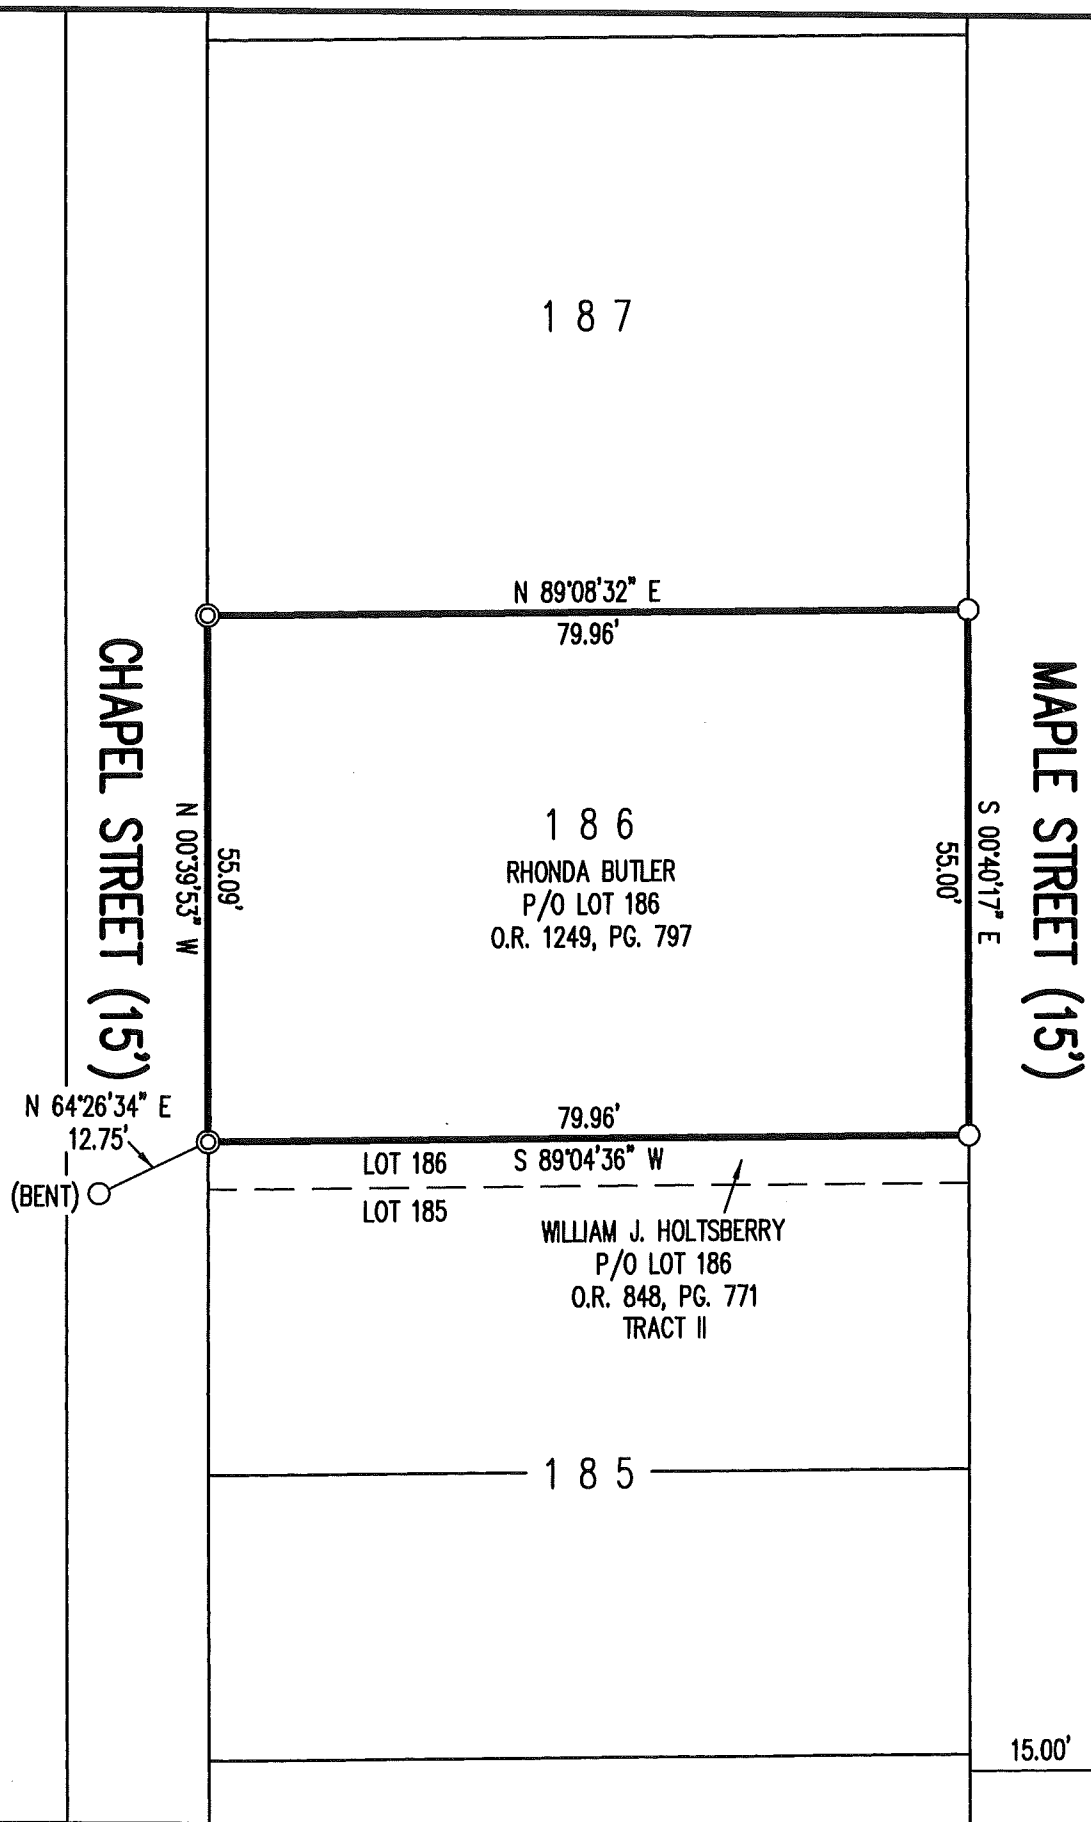 1 8 7
N 89°08'32" E
79.96'
CHAPEL STREET (15')
N 00°39'53" W
55.09'
1 8 6
RHONDA BUTLER
P/O LOT 186
O.R. 1249, PG. 797
55.00'
S 00°40'17" E
MAPLE STREET (15')
N 64°26'34" E
12.75'
(BENT)
79.96'
S 89°04'36" W
LOT 186
LOT 185
WILLIAM J. HOLTSBERRY
P/O LOT 186
O.R. 848, PG. 771
TRACT II
1 8 5
15.00'